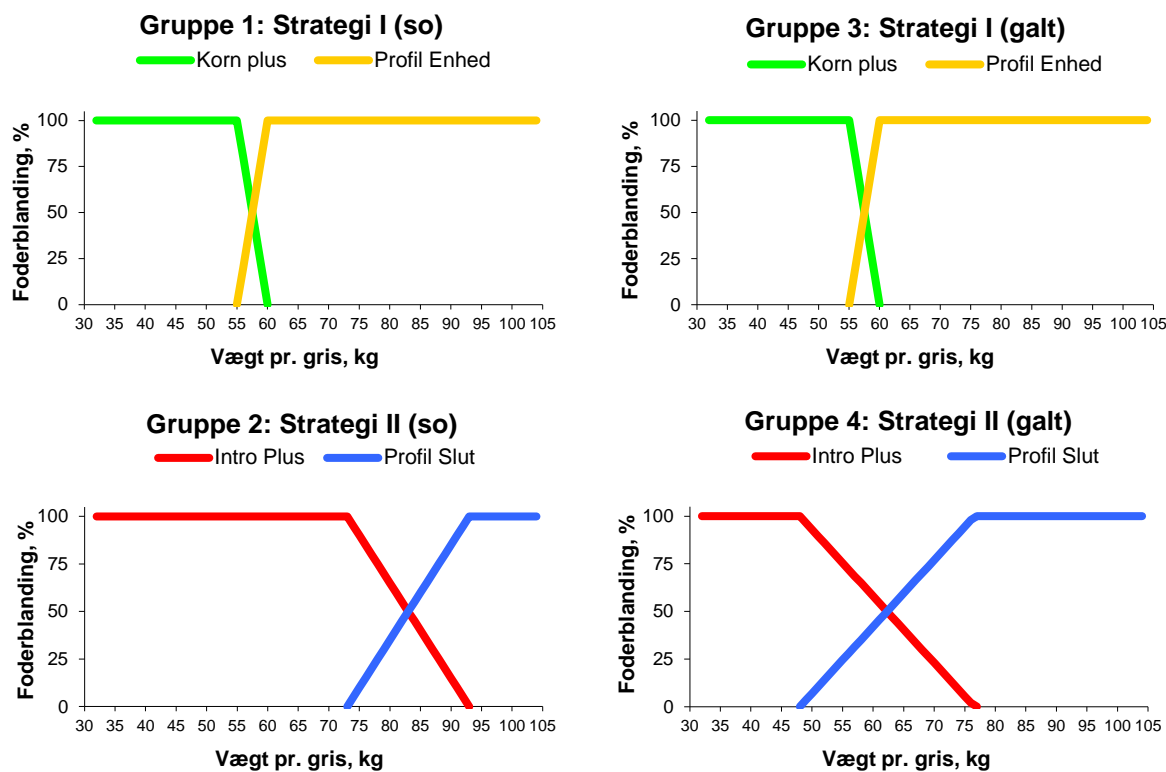 Gruppe 1: Strategi I (so)
Korn plus
Profil Enhed
Foderblanding, %
100
75
50
25
0
30 35 40 45 50 55 60 65 70 75 80 85 90 95 100 105
Vægt pr. gris, kg
Gruppe 3: Strategi I (galt)
Korn plus
Profil Enhed
Foderblanding, %
100
75
50
25
0
30 35 40 45 50 55 60 65 70 75 80 85 90 95 100 105
Vægt pr. gris, kg
Gruppe 2: Strategi II (so)
Intro Plus
Profil Slut
Foderblanding, %
100
75
50
25
0
30 35 40 45 50 55 60 65 70 75 80 85 90 95 100 105
Vægt pr. gris, kg
Gruppe 4: Strategi II (galt)
Intro Plus
Profil Slut
Foderblanding, %
100
75
50
25
0
30 35 40 45 50 55 60 65 70 75 80 85 90 95 100 105
Vægt pr. gris, kg